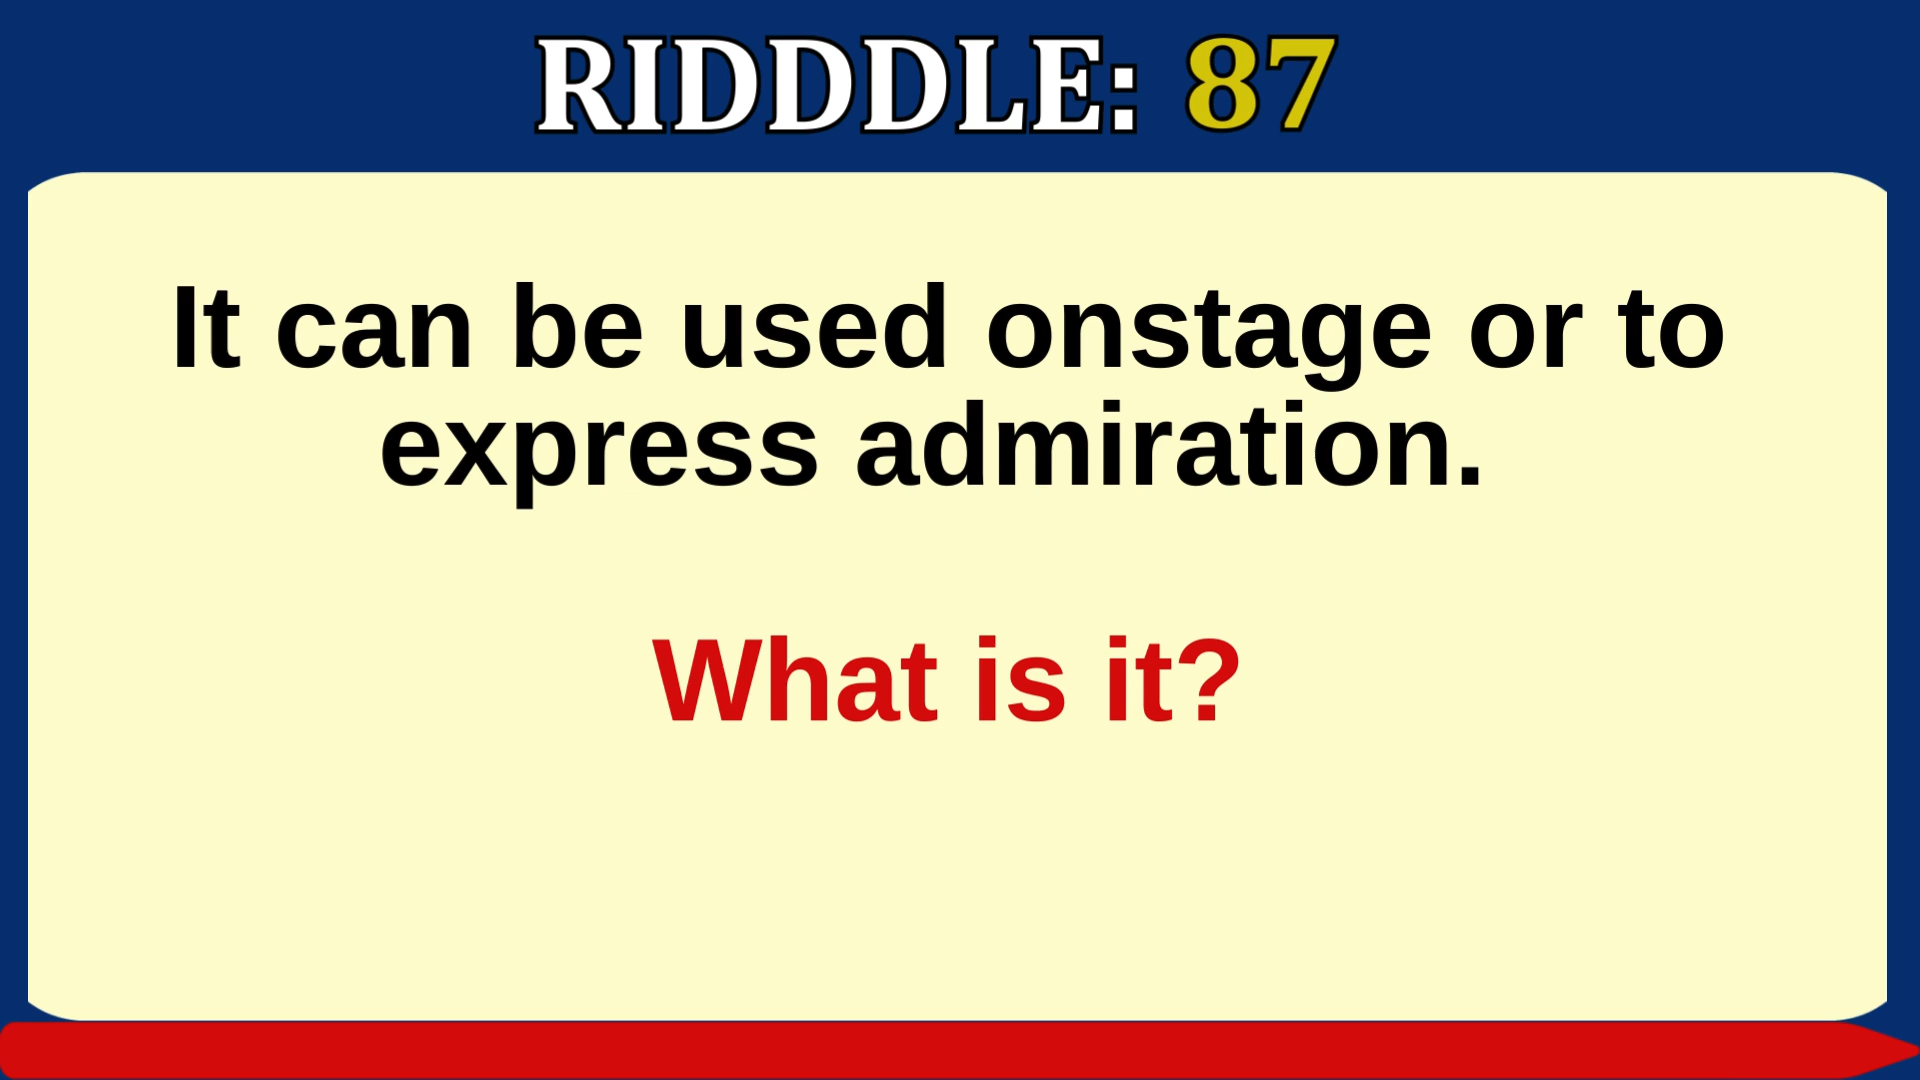 RIDDDLE: 87
It can be used onstage or to
express admiration.
What is it?